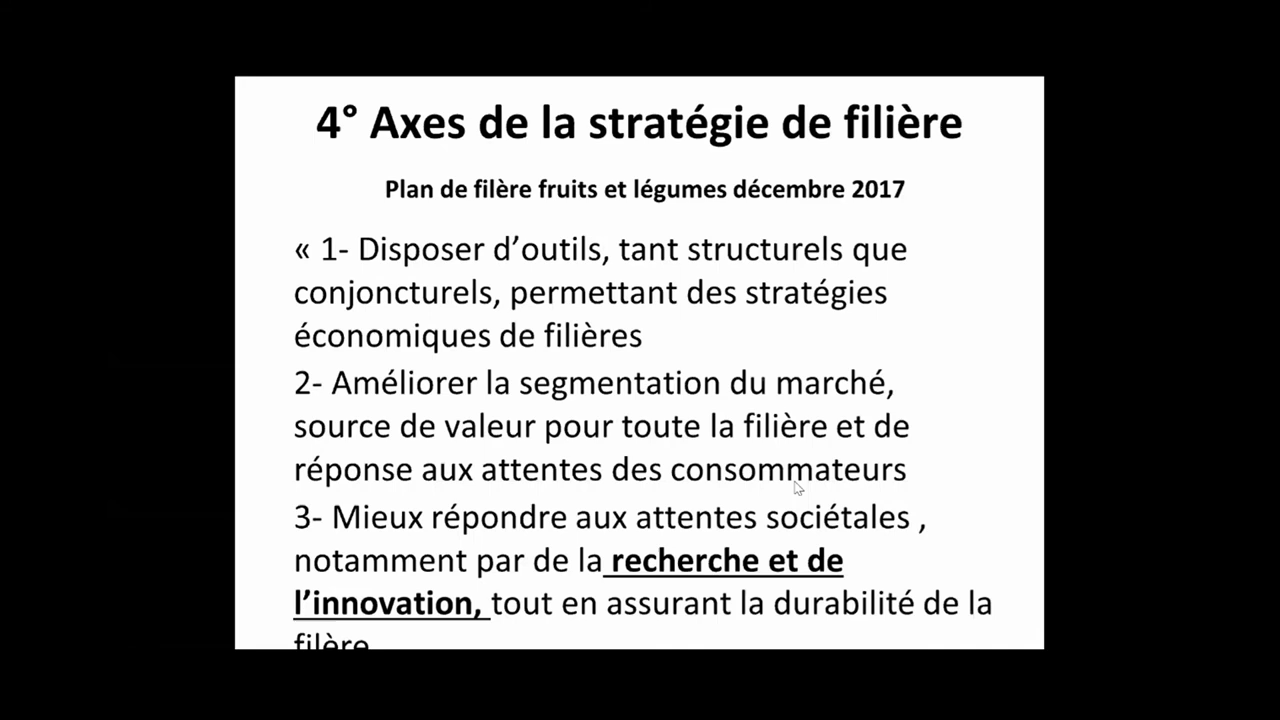 4° Axes de la stratégie de filière
Plan de filère fruits et légumes décembre 2017
« 1- Disposer d’outils, tant structurels que
conjoncturels, permettant des stratégies
économiques de filières
2- Améliorer la segmentation du marché,
source de valeur pour toute la filière et de
réponse aux attentes des consommateurs
3- Mieux répondre aux attentes sociétales ,
notamment par de la recherche et de
l’innovation, tout en assurant la durabilité de la
filère